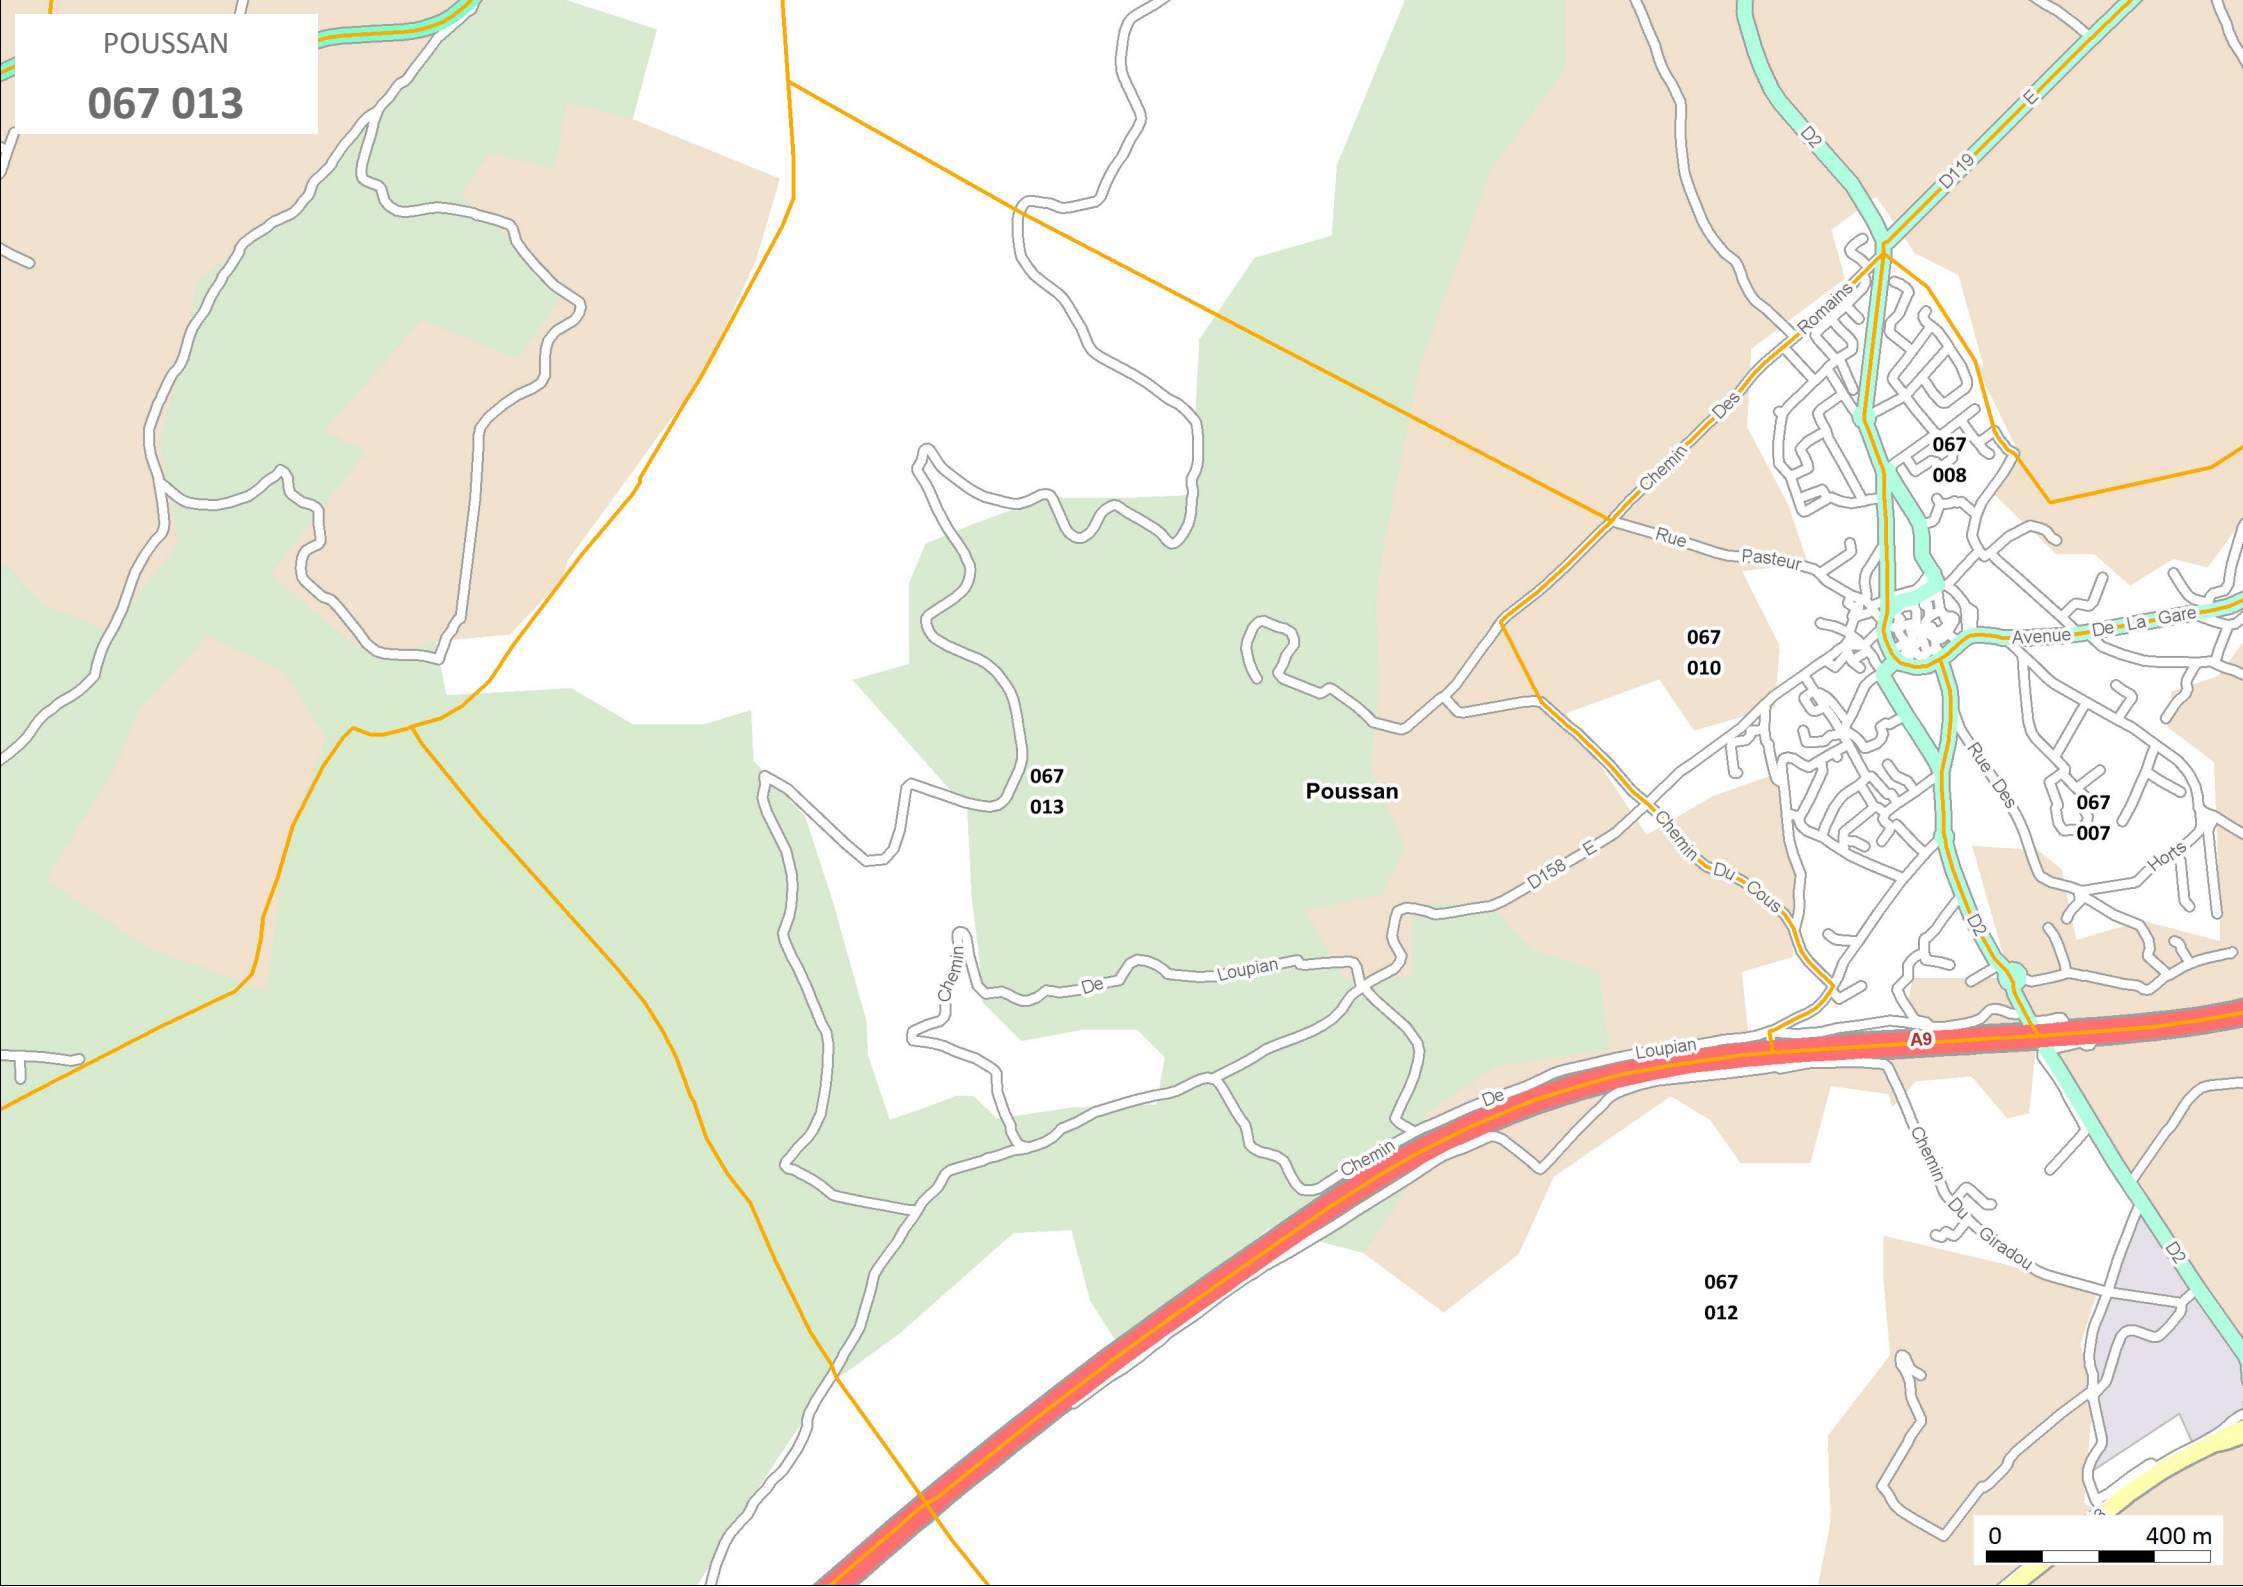 POUSSAN
067 013
E
D2
D119
Romains
Des
Chemin
067
008
Rue
Pasteur
067
010
Avenue De La Gare
Rue Des
Horts
067
007
067
013
Poussan
D158 E
Chemin Du Cous
D2
Chemin
De
Loupian
A9
Loupian
De
Chemin
Chemin Du Giradou
D2
067
012
0 400 m